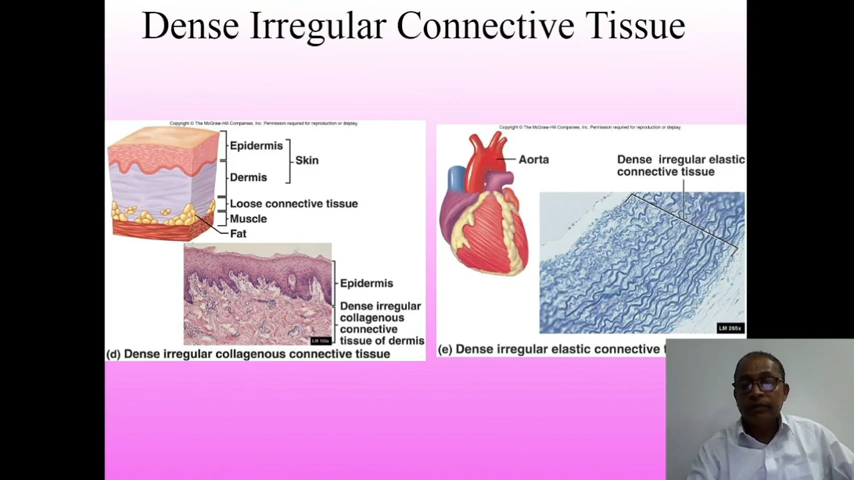 Dense Irregular Connective Tissue
Copyright © The McGraw-Hill Companies, Inc. Permission required for reproduction or display.
Epidermis
Skin
Dermis
Loose connective tissue
Muscle
Fat
Epidermis
Dense irregular
collagenous
connective
tissue of dermis
(d) Dense irregular collagenous connective tissue
Copyright © The McGraw-Hill Companies, Inc. Permission required for reproduction or display.
Aorta
Dense irregular elastic
connective tissue
LM 265x
(e) Dense irregular elastic connective